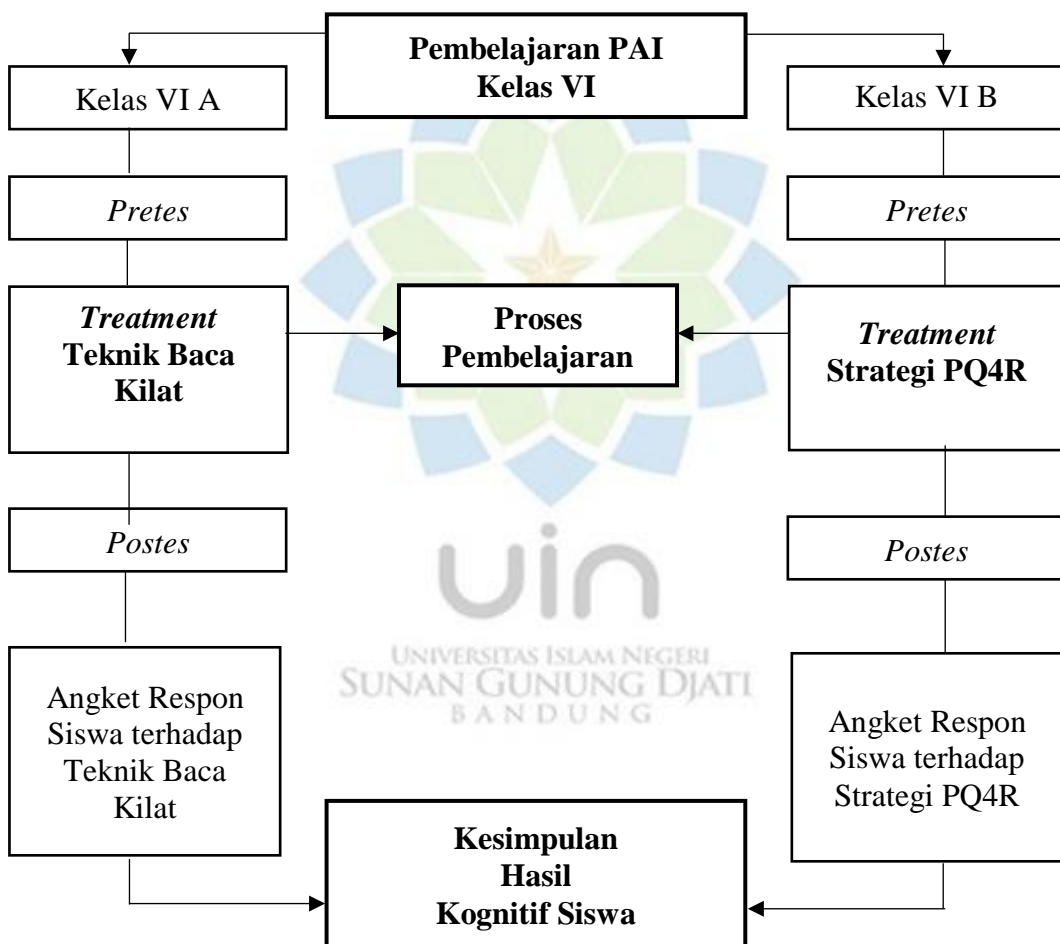 Pembelajaran PAI
Kelas VI
Kelas VI A
Kelas VI B
Pretes
Pretes
Treatment
Teknik Baca
Kilat
Proses
Pembelajaran
Treatment
Strategi PQ4R
Postes
Postes
uin
UNIVERSITAS ISLAM NEGERI
SUNAN GUNUNG DJATI
BANDUNG
Angket Respon
Siswa terhadap
Teknik Baca
Kilat
Angket Respon
Siswa terhadap
Strategi PQ4R
Kesimpulan
Hasil
Kognitif Siswa